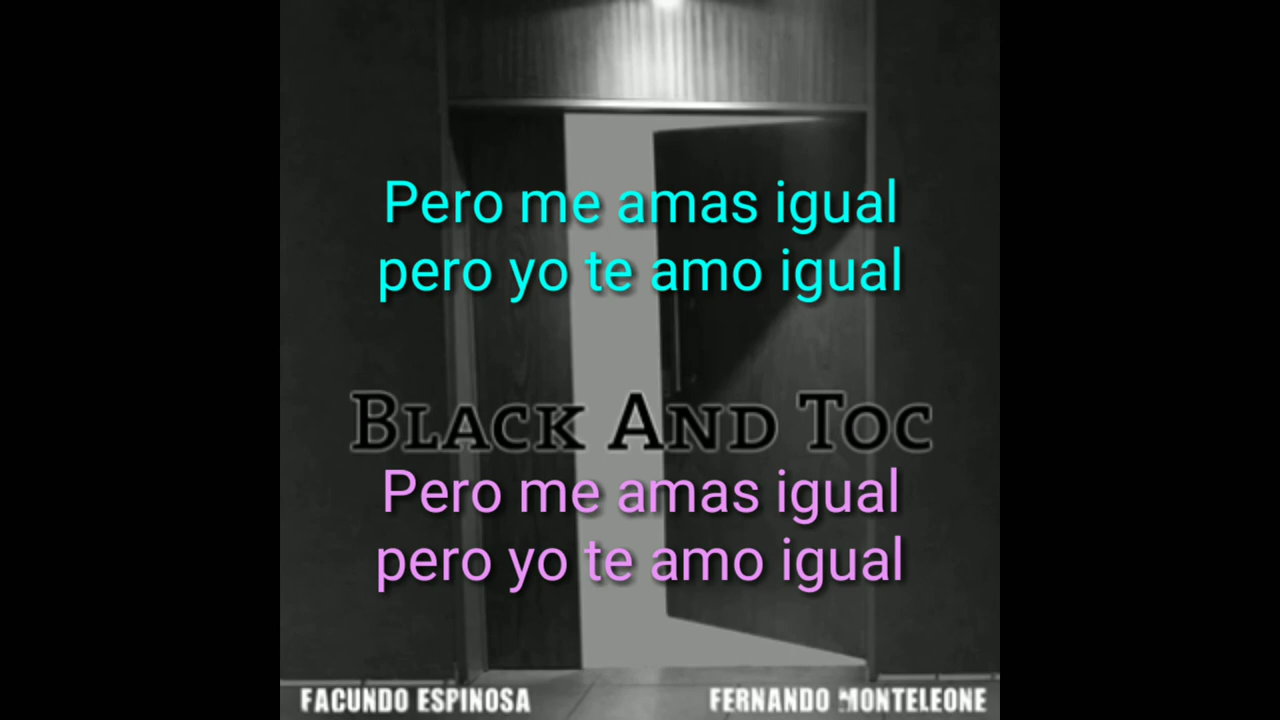 Pero me amas igual
pero yo te amo igual
Black And Toc
Pero me amas igual
pero yo te amo igual
FACUNDO ESPINOSA
FERNANDO MONTELEONE